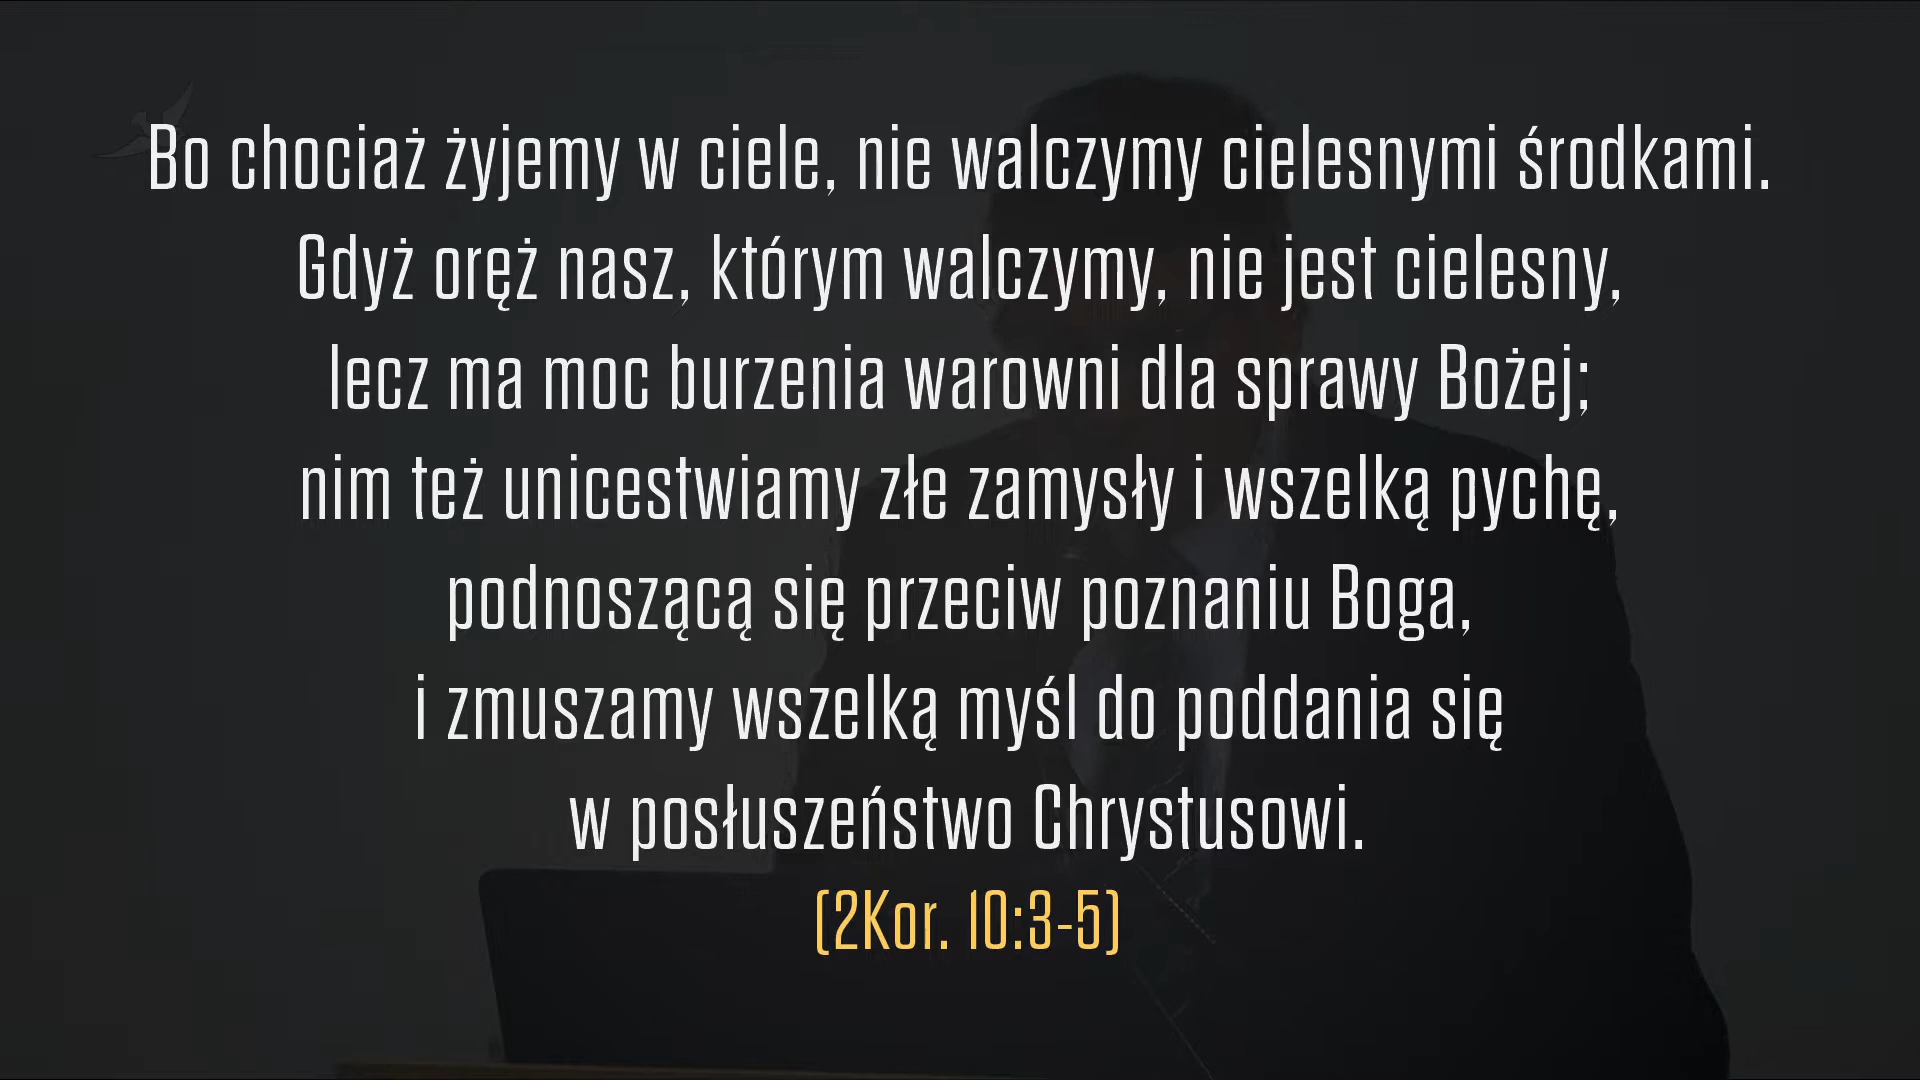 Bo chociaż żyjemy w ciele, nie walczymy cielesnymi środkami.
Gdyż oręż nasz, którym walczymy, nie jest cielesny,
lecz ma moc burzenia warowni dla sprawy Bożej;
nim też unicestwiamy złe zamysły i wszelką pychę,
podnoszącą się przeciw poznaniu Boga,
i zmuszamy wszelką myśl do poddania się
w posłuszeństwo Chrystusowi.
(2Kor. 10:3-5)